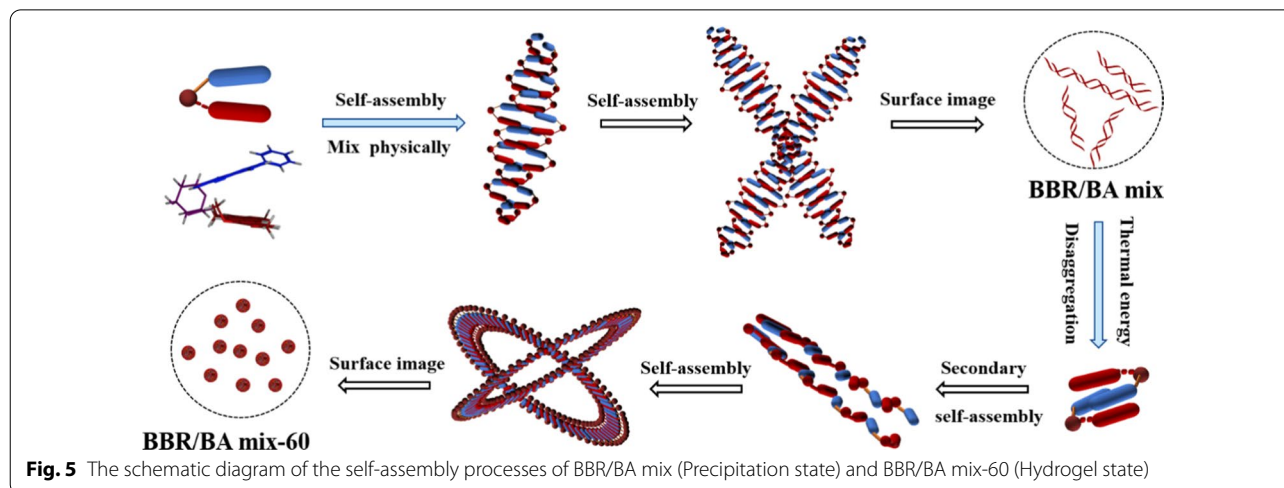 Self-assembly
Mix physically
Self-assembly
Surface image
BBR/BA mix
Thermal energy
Disaggregation
Secondary
self-assembly
Self-assembly
Surface image
BBR/BA mix-60
Fig. 5 The schematic diagram of the self-assembly processes of BBR/BA mix (Precipitation state) and BBR/BA mix-60 (Hydrogel state)